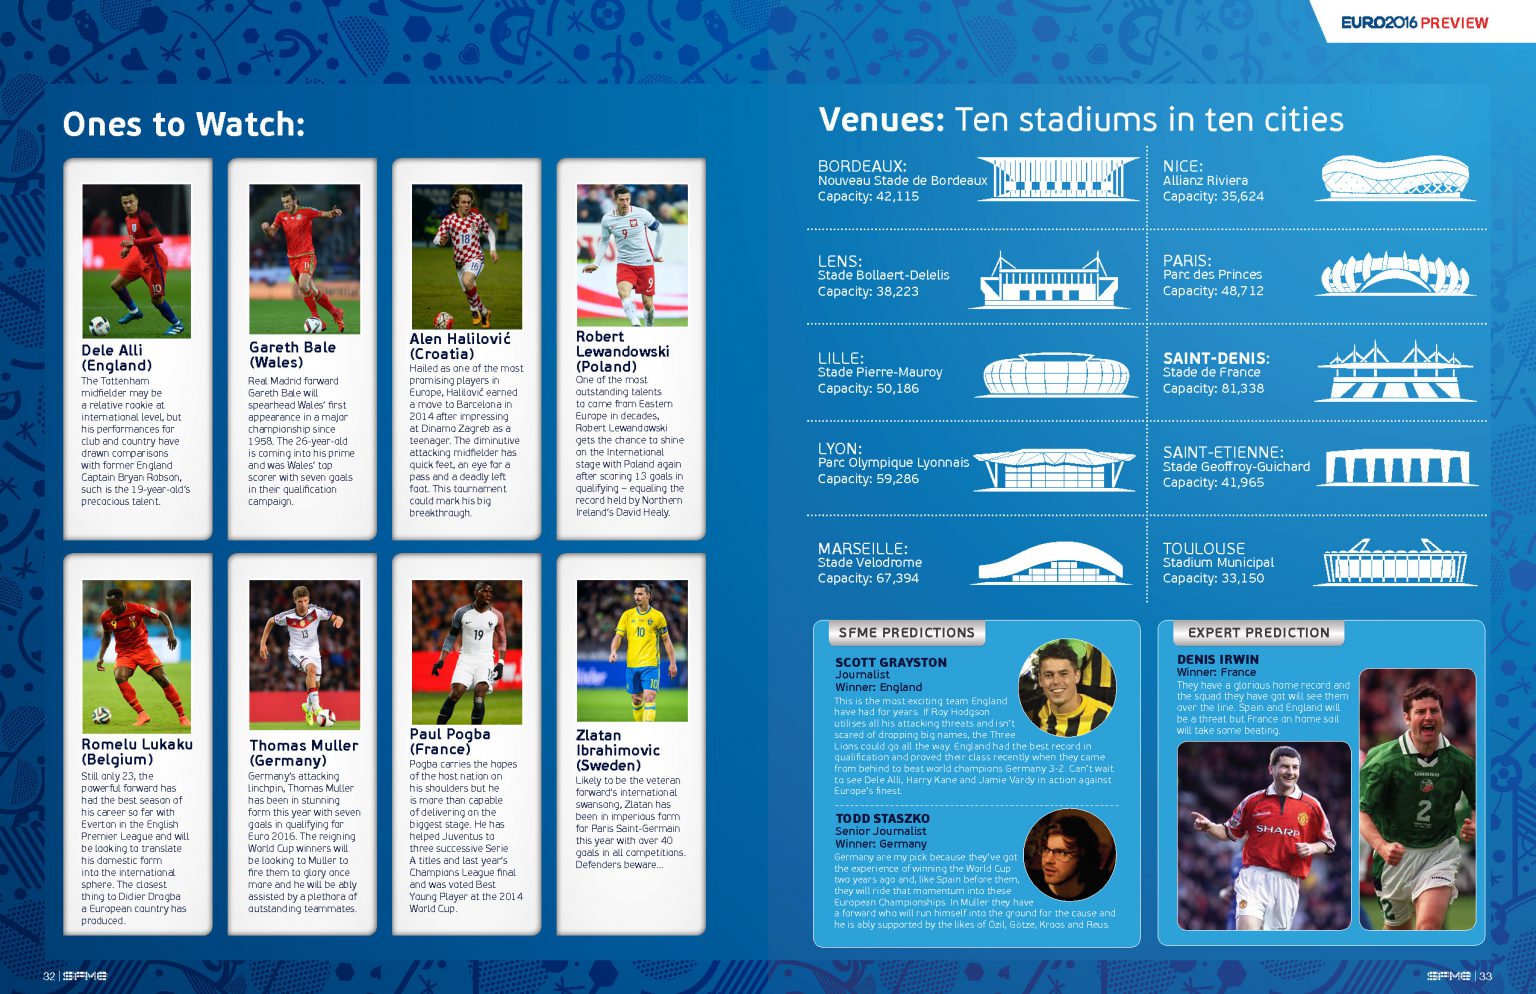 EURO2016 PREVIEW
Ones to Watch:
Dele Alli
(England)
The Tottenham
midfielder may be
a relative rookie at
international level, but
his performances for
club and country have
drawn comparisons
with former England
Captain Bryan Robson,
such is the 19-year-old's
precocious talent.
Gareth Bale
(Wales)
Real Madrid forward
Gareth Bale will
spearhead Wales' first
appearance in a major
championship since
1958. The 26-year-old
is coming into his prime
and was Wales' top
scorer with seven goals
in their qualification
campaign.
Alen Halilović
(Croatia)
Hailed as one of the most
promising players in
Europe, Halilović earned
a move to Barcelona in
2014 after impressing
at Dinamo Zagreb as a
teenager. The diminutive
attacking midfielder has
quick feet, an eye for a
pass and a deadly left
foot. This tournament
could mark his big
breakthrough.
Robert
Lewandowski
(Poland)
One of the most
outstanding talents
to come from Eastern
Europe in decades,
Robert Lewandowski
gets the chance to shine
on the International
stage with Poland again
after scoring 13 goals in
qualifying – equaling the
record held by Northern
Ireland's David Healy.
Romelu Lukaku
(Belgium)
Still only 23, the
powerful forward has
had the best season of
his career so far with
Everton in the English
Premier League and will
be looking to translate
his domestic form
into the international
sphere. The closest
thing to Didier Drogba
a European country has
produced.
Thomas Muller
(Germany)
Germany's attacking
linchpin, Thomas Muller
has been in stunning
form this year with seven
goals in qualifying for
Euro 2016. The reigning
World Cup winners will
be looking to Muller to
fire them to glory once
more and he will be ably
assisted by a plethora of
outstanding teammates.
Paul Pogba
(France)
Pogba carries the hopes
of the host nation on
his shoulders but he
is more than capable
of delivering on the
biggest stage. He has
helped Juventus to
three successive Serie
A titles and last year's
Champions League final
and was voted Best
Young Player at the 2014
World Cup.
Zlatan
Ibrahimovic
(Sweden)
Likely to be the veteran
forward's international
swansong, Zlatan has
been in imperious form
for Paris Saint-Germain
this year with over 40
goals in all competitions.
Defenders beware...
32 | SFME
Venues: Ten stadiums in ten cities
BORDEAUX:
Nouveau Stade de Bordeaux
Capacity: 42,115
NICE:
Allianz Riviera
Capacity: 35,624
LENS:
Stade Bollaert-Delelis
Capacity: 38,223
PARIS:
Parc des Princes
Capacity: 48,712
LILLE:
Stade Pierre-Mauroy
Capacity: 50,186
SAINT-DENIS:
Stade de France
Capacity: 81,338
LYON:
Parc Olympique Lyonnais
Capacity: 59,286
SAINT-ETIENNE:
Stade Geoffroy-Guichard
Capacity: 41,965
MARSEILLE:
Stade Velodrome
Capacity: 67,394
TOULOUSE
Stadium Municipal
Capacity: 33,150
SFME PREDICTIONS
SCOTT GRAYSTON
Journalist
Winner: England
This is the most exciting team England
have had for years. If Roy Hodgson
utilises all his attacking threats and isn't
scared of dropping big names, the Three
Lions could go all the way. England had the best record in
qualification and proved their class recently when they came
from behind to beat world champions Germany 3-2. Can't wait
to see Dele Alli, Harry Kane and Jamie Vardy in action against
Europe's finest.
TODD STASZKO
Senior Journalist
Winner: Germany
Germany are my pick because they've got
the experience of winning the World Cup
two years ago and, like Spain before them,
they will ride that momentum into these
European Championships. In Muller they have
a forward who will run himself into the ground for the cause and
he is ably supported by the likes of Ozil, Götze, Kroos and Reus.
EXPERT PREDICTION
DENIS IRWIN
Winner: France
They have a glorious home record and
the squad they have got will see them
over the line. Spain and England will
be a threat but France on home soil
will take some beating.
SHARP
UMBRO
2
SFME | 33